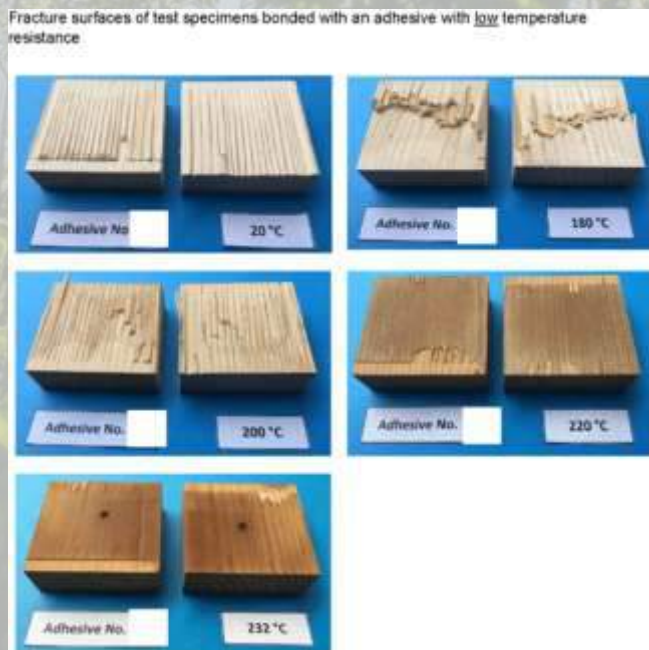 Fracture surfaces of test specimens bonded with an adhesive with low temperature
resistance
Adhesive No
20 °C
Adhesive No.
180 °C
Adhesive No.
200 °C
Adhesive No.
220 °C
Adhesive No.
232 °C